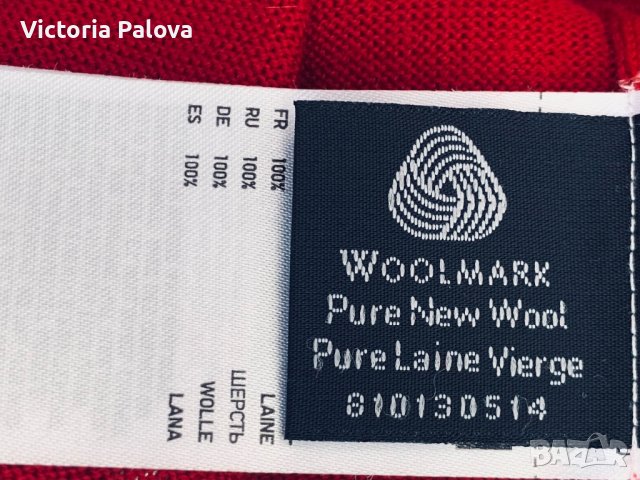 Victoria Palova
FR 100% LAINE
RU 100% ШЕРСТЬ
DE 100% WOLLE
ES 100% LANA
WOOLMARK
Pure New Wool
Pure Laine Vierge
810130514
BAZAR